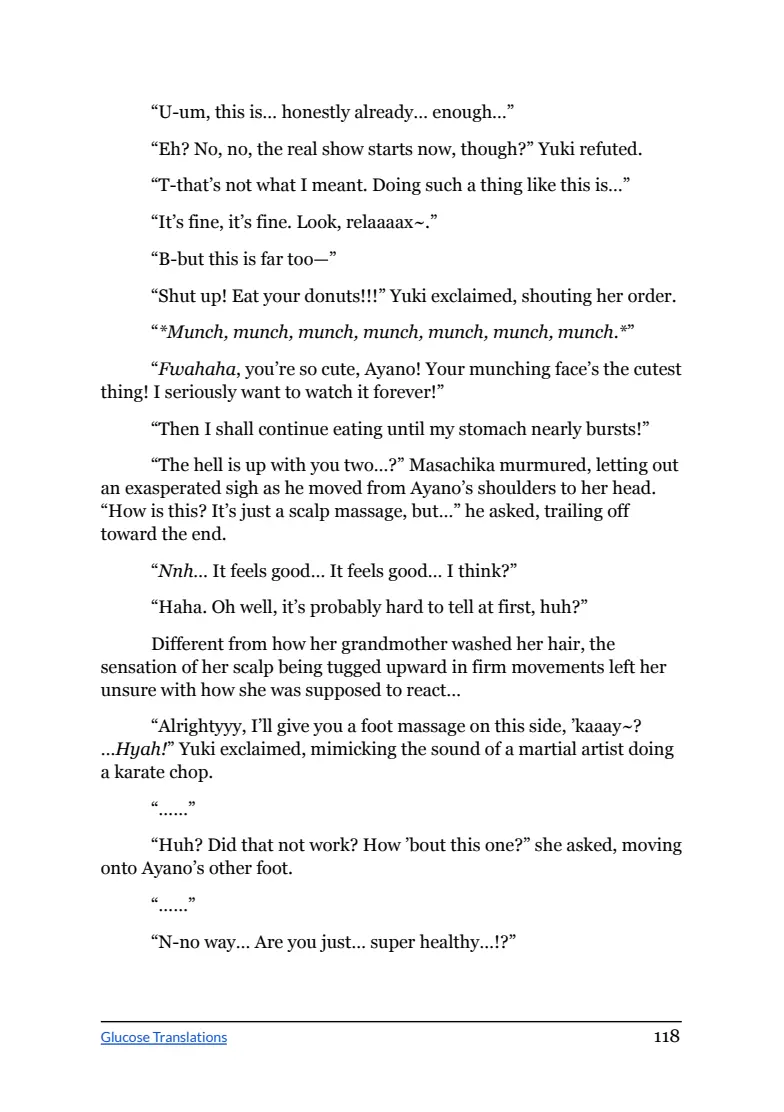 “U-um, this is... honestly already... enough...”
“Eh? No, no, the real show starts now, though?” Yuki refuted.
“T-that’s not what I meant. Doing such a thing like this is...”
“It’s fine, it’s fine. Look, relaaaax~.”
“B-but this is far too—”
“Shut up! Eat your donuts!!!” Yuki exclaimed, shouting her order.
“*Munch, munch, munch, munch, munch, munch, munch.*”
“Fwahaha, you’re so cute, Ayano! Your munching face’s the cutest
thing! I seriously want to watch it forever!”
“Then I shall continue eating until my stomach nearly bursts!”
“The hell is up with you two...?” Masachika murmured, letting out
an exasperated sigh as he moved from Ayano’s shoulders to her head.
“How is this? It’s just a scalp massage, but...” he asked, trailing off
toward the end.
“Nnh... It feels good... It feels good... I think?”
“Haha. Oh well, it’s probably hard to tell at first, huh?”
Different from how her grandmother washed her hair, the
sensation of her scalp being tugged upward in firm movements left her
unsure with how she was supposed to react...
“Alrightyyy, I’ll give you a foot massage on this side, ’kaaay~?
...Hyah!” Yuki exclaimed, mimicking the sound of a martial artist doing
a karate chop.
“......”
“Huh? Did that not work? How ’bout this one?” she asked, moving
onto Ayano’s other foot.
“......”
“N-no way... Are you just... super healthy...!?”
Glucose Translations
118